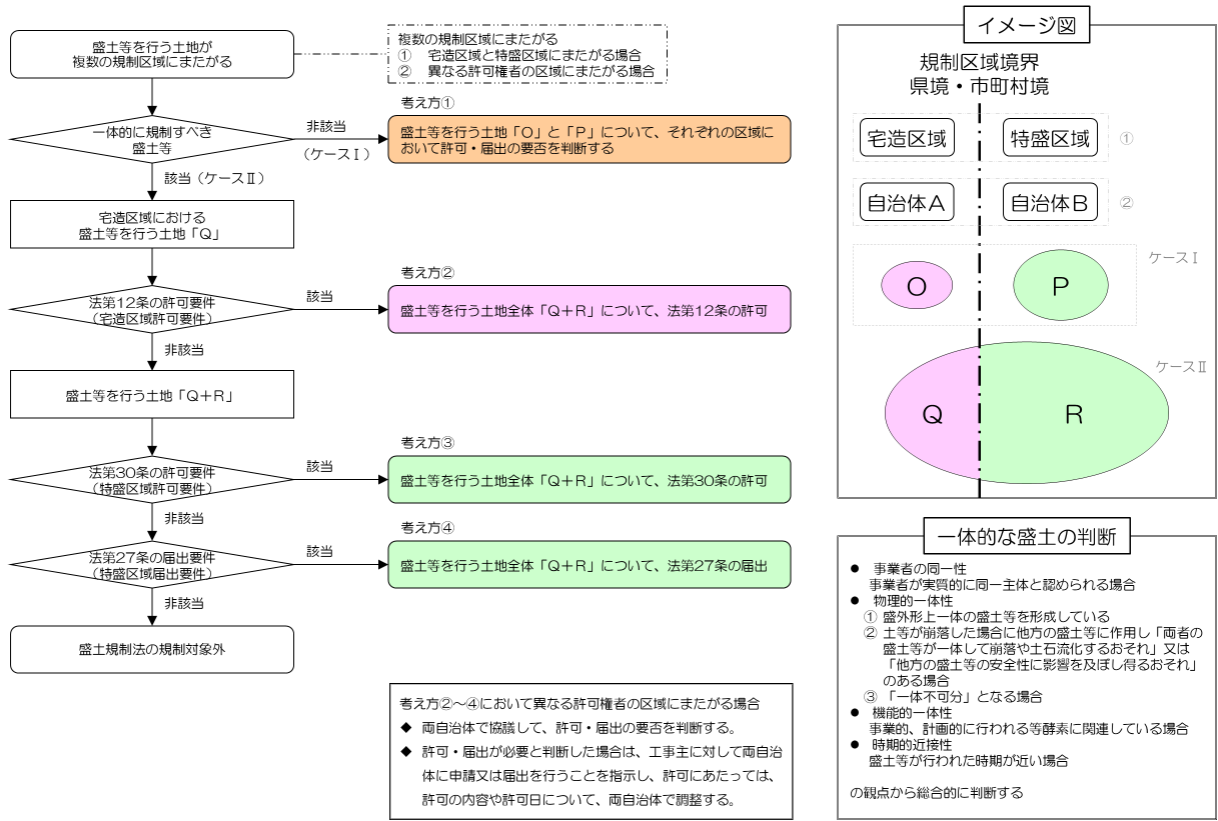 盛土等を行う土地が
複数の規制区域にまたがる
複数の規制区域にまたがる
① 宅造区域と特盛区域にまたがる場合
② 異なる許可権者の区域にまたがる場合
一体的に規制すべき
盛土等
非該当
(ケースⅠ)
考え方①
盛土等を行う土地「O」と「P」について、それぞれの区域に
おいて許可・届出の要否を判断する
該当(ケースⅡ)
宅造区域における
盛土等を行う土地「Q」
法第12条の許可要件
(宅造区域許可要件)
該当
考え方②
盛土等を行う土地全体「Q+R」について、法第12条の許可
非該当
盛土等を行う土地「Q+R」
法第30条の許可要件
(特盛区域許可要件)
該当
考え方③
盛土等を行う土地全体「Q+R」について、法第30条の許可
非該当
法第27条の届出要件
(特盛区域届出要件)
該当
考え方④
盛土等を行う土地全体「Q+R」について、法第27条の届出
非該当
盛土規制法の規制対象外
考え方②~④において異なる許可権者の区域にまたがる場合
◆ 両自治体で協議して、許可・届出の要否を判断する。
◆ 許可・届出が必要と判断した場合は、工事主に対して両自治
体に申請又は届出を行うことを指示し、許可にあたっては、
許可の内容や許可日について、両自治体で調整する。
イメージ図
規制区域境界
県境・市町村境
宅造区域
特盛区域
①
自治体A
自治体B
②
ケースⅠ
O
P
ケースⅡ
Q
R
一体的な盛土の判断
● 事業者の同一性
事業者が実質的に同一主体と認められる場合
● 物理的一体性
① 盛外形上一体の盛土等を形成している
② 土等が崩落した場合に他方の盛土等に作用し「両者の
盛土等が一体して崩落や土石流化するおそれ」又は
「他方の盛土等の安全性に影響を及ぼし得るおそれ」
のある場合
③ 「一体不可分」となる場合
● 機能的一体性
事業的、計画的に行われる等酵素に関連している場合
● 時期的近接性
盛土等が行われた時期が近い場合
の観点から総合的に判断する